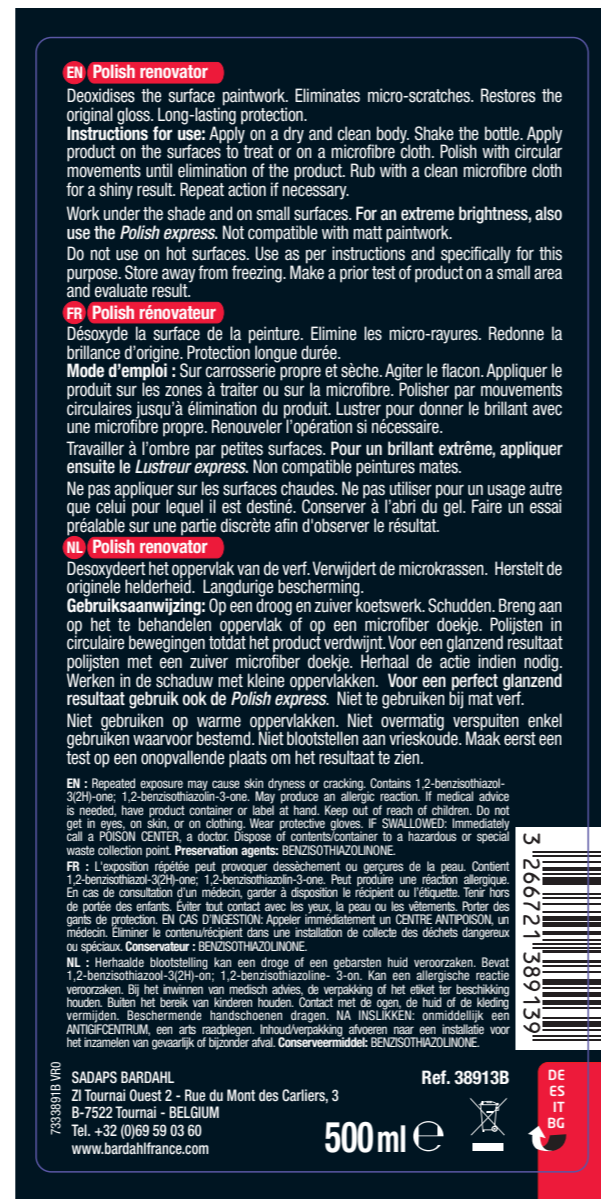 EN Polish renovator
Deoxidises the surface paintwork. Eliminates micro-scratches. Restores the
original gloss. Long-lasting protection.
Instructions for use: Apply on a dry and clean body. Shake the bottle. Apply
product on the surfaces to treat or on a microfibre cloth. Polish with circular
movements until elimination of the product. Rub with a clean microfibre cloth
for a shiny result. Repeat action if necessary.
Work under the shade and on small surfaces. For an extreme brightness, also
use the Polish express. Not compatible with matt paintwork.
Do not use on hot surfaces. Use as per instructions and specifically for this
purpose. Store away from freezing. Make a prior test of product on a small area
and evaluate result.
FR Polish rénovateur
Désoxyde la surface de la peinture. Elimine les micro-rayures. Redonne la
brillance d'origine. Protection longue durée.
Mode d'emploi : Sur carrosserie propre et sèche. Agiter le flacon. Appliquer le
produit sur les zones à traiter ou sur la microfibre. Polisher par mouvements
circulaires jusqu'à élimination du produit. Lustrer pour donner le brillant avec
une microfibre propre. Renouveler l'opération si nécessaire.
Travailler à l'ombre par petites surfaces. Pour un brillant extrême, appliquer
ensuite le Lustreur express. Non compatible peintures mates.
Ne pas appliquer sur les surfaces chaudes. Ne pas utiliser pour un usage autre
que celui pour lequel il est destiné. Conserver à l'abri du gel. Faire un essai
préalable sur une partie discrète afin d'observer le résultat.
NL Polish renovator
Desoxydeert het oppervlak van de verf. Verwijdert de microkrassen. Herstelt de
originele helderheid. Langdurige bescherming.
Gebruiksaanwijzing: Op een droog en zuiver koetswerk. Schudden. Breng aan
op het te behandelen oppervlak of op een microfiber doekje. Polijsten in
circulaire bewegingen totdat het product verdwijnt. Voor een glanzend resultaat
polijsten met een zuiver microfiber doekje. Herhaal de actie indien nodig.
Werken in de schaduw met kleine oppervlakken. Voor een perfect glanzend
resultaat gebruik ook de Polish express. Niet te gebruiken bij mat verf.
Niet gebruiken op warme oppervlakken. Niet overmatig verspuiten enkel
gebruiken waarvoor bestemd. Niet blootstellen aan vrieskoude. Maak eerst een
test op een onopvallende plaats om het resultaat te zien.
EN : Repeated exposure may cause skin dryness or cracking. Contains 1,2-benzisothiazol-
3(2H)-one; 1,2-benzisothiazolin-3-one. May produce an allergic reaction. If medical advice
is needed, have product container or label at hand. Keep out of reach of children. Do not
get in eyes, on skin, or on clothing. Wear protective gloves. IF SWALLOWED: Immediately
call a POISON CENTER, a doctor. Dispose of contents/container to a hazardous or special
waste collection point. Preservation agents: BENZISOTHIAZOLINONE.
FR : L'exposition répétée peut provoquer dessèchement ou gerçures de la peau. Contient
1,2-benzisothiazol-3(2H)-one; 1,2-benzisothiazolin-3-one. Peut produire une réaction allergique.
En cas de consultation d'un médecin, garder à disposition le récipient ou l'étiquette. Tenir hors
de portée des enfants. Éviter tout contact avec les yeux, la peau ou les vêtements. Porter des
gants de protection. EN CAS D'INGESTION: Appeler immédiatement un CENTRE ANTIPOISON, un
médecin. Éliminer le contenu/récipient dans une installation de collecte des déchets dangereux
ou spéciaux. Conservateur : BENZISOTHIAZOLINONE.
NL : Herhaalde blootstelling kan een droge of een gebarsten huid veroorzaken. Bevat
1,2-benzisothiazool-3(2H)-on; 1,2-benzisothiazoline- 3-on. Kan een allergische reactie
veroorzaken. Bij het inwinnen van medisch advies, de verpakking of het etiket ter beschikking
houden. Buiten het bereik van kinderen houden. Contact met de ogen, de huid of de kleding
vermijden. Beschermende handschoenen dragen. NA INSLIKKEN: onmiddellijk een
ANTIGIFCENTRUM, een arts raadplegen. Inhoud/verpakking afvoeren naar een installatie voor
het inzamelen van gevaarlijk of bijzonder afval. Conserveermiddel: BENZISOTHIAZOLINONE.
3 266721 389139
7333891B VR0
SADAPS BARDAHL
ZI Tournai Ouest 2 - Rue du Mont des Carliers, 3
B-7522 Tournai - BELGIUM
Tel. +32 (0)69 59 03 60
www.bardahlfrance.com
Ref. 38913B
500 ml ℮
DE
ES
IT
BG